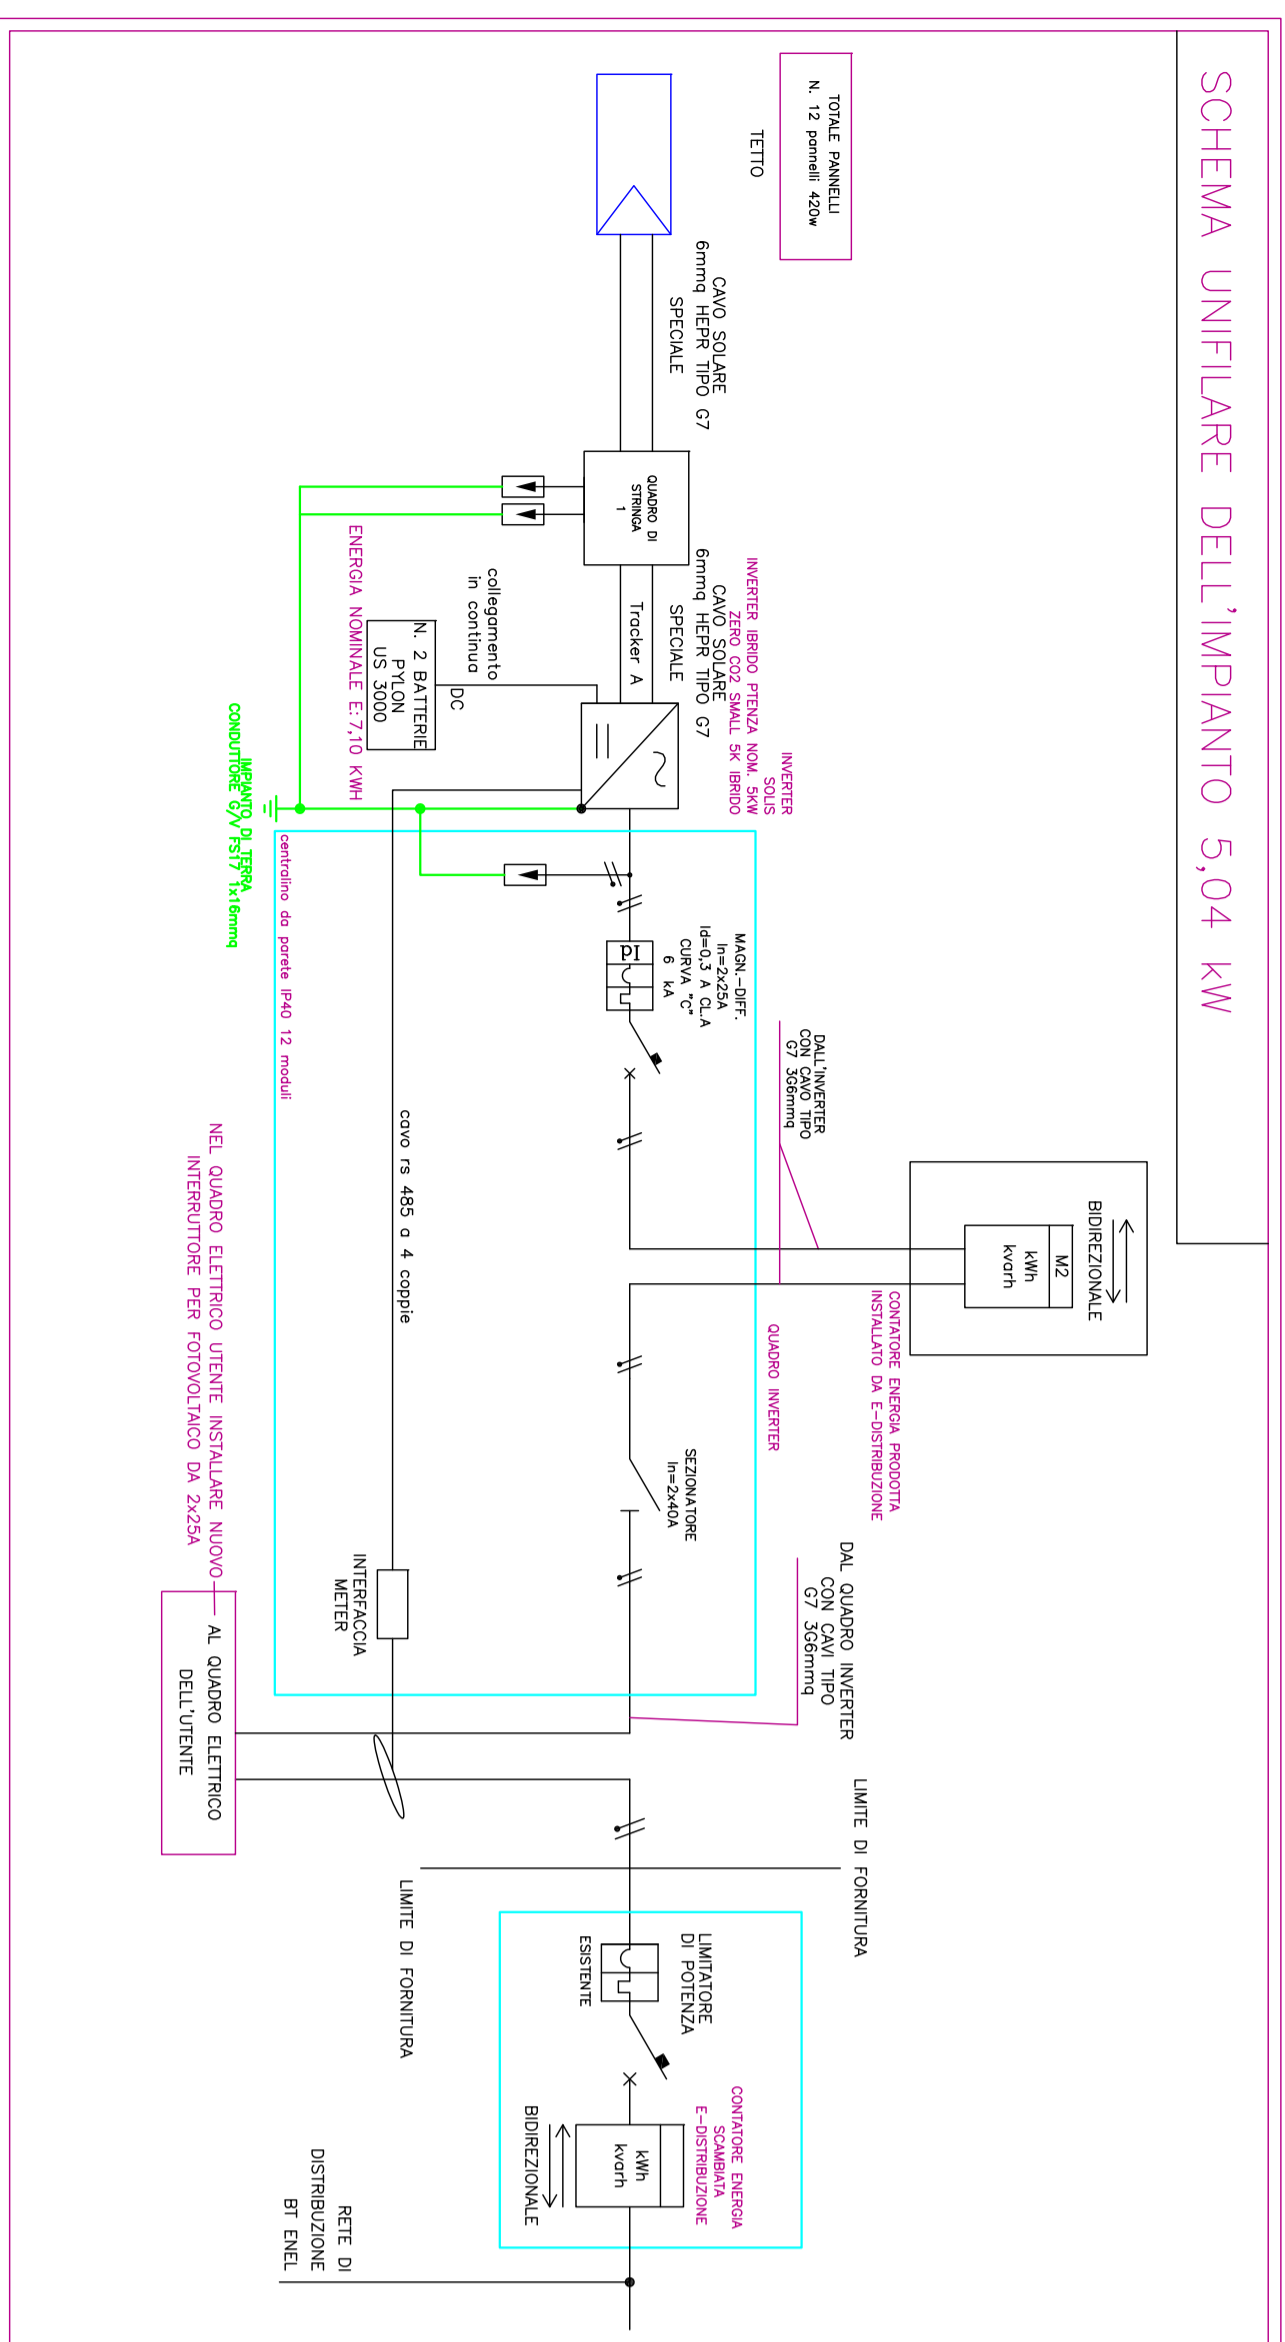 SCHEMA UNIFILARE DELL'IMPIANTO 5,04 kW
TOTALE PANNELLI
N. 12 pannelli 420w
TETTO
CAVO SOLARE
6mmq HEPR TIPO G7
SPECIALE
QUADRO DI
STRINGA
1
CAVO SOLARE
6mmq HEPR TIPO G7
SPECIALE
Tracker A
INVERTER
SOLIS
INVERTER IBRIDO PTENZA NOM. 5KW
ZERO CO2 SMALL 5K IBRIDO
collegamento
in continua
DC
N. 2 BATTERIE
PYLON
US 3000
ENERGIA NOMINALE E: 7,10 KWH
IMPIANTO DI TERRA
CONDUTTORE G/V FS17 1x16mmq
centralino da parete IP40 12 moduli
MAGN.-DIFF.
In=2x25A
Id=0,3 A CL.A
CURVA "C"
6 kA
Id
DALL'INVERTER
CON CAVO TIPO
G7 3G6mmq
BIDIREZIONALE
M2
kWh
kvarh
CONTATORE ENERGIA PRODOTTA
INSTALLATO DA E-DISTRIBUZIONE
QUADRO INVERTER
SEZIONATORE
In=2x40A
cavo rs 485 a 4 coppie
INTERFACCIA
METER
NEL QUADRO ELETTRICO UTENTE INSTALLARE NUOVO
INTERRUTTORE PER FOTOVOLTAICO DA 2x25A
AL QUADRO ELETTRICO
DELL'UTENTE
DAL QUADRO INVERTER
CON CAVI TIPO
G7 3G6mmq
LIMITE DI FORNITURA
LIMITE DI FORNITURA
LIMITATORE
DI POTENZA
ESISTENTE
CONTATORE ENERGIA
SCAMBIATA
E-DISTRIBUZIONE
kWh
kvarh
BIDIREZIONALE
RETE DI
DISTRIBUZIONE
BT ENEL